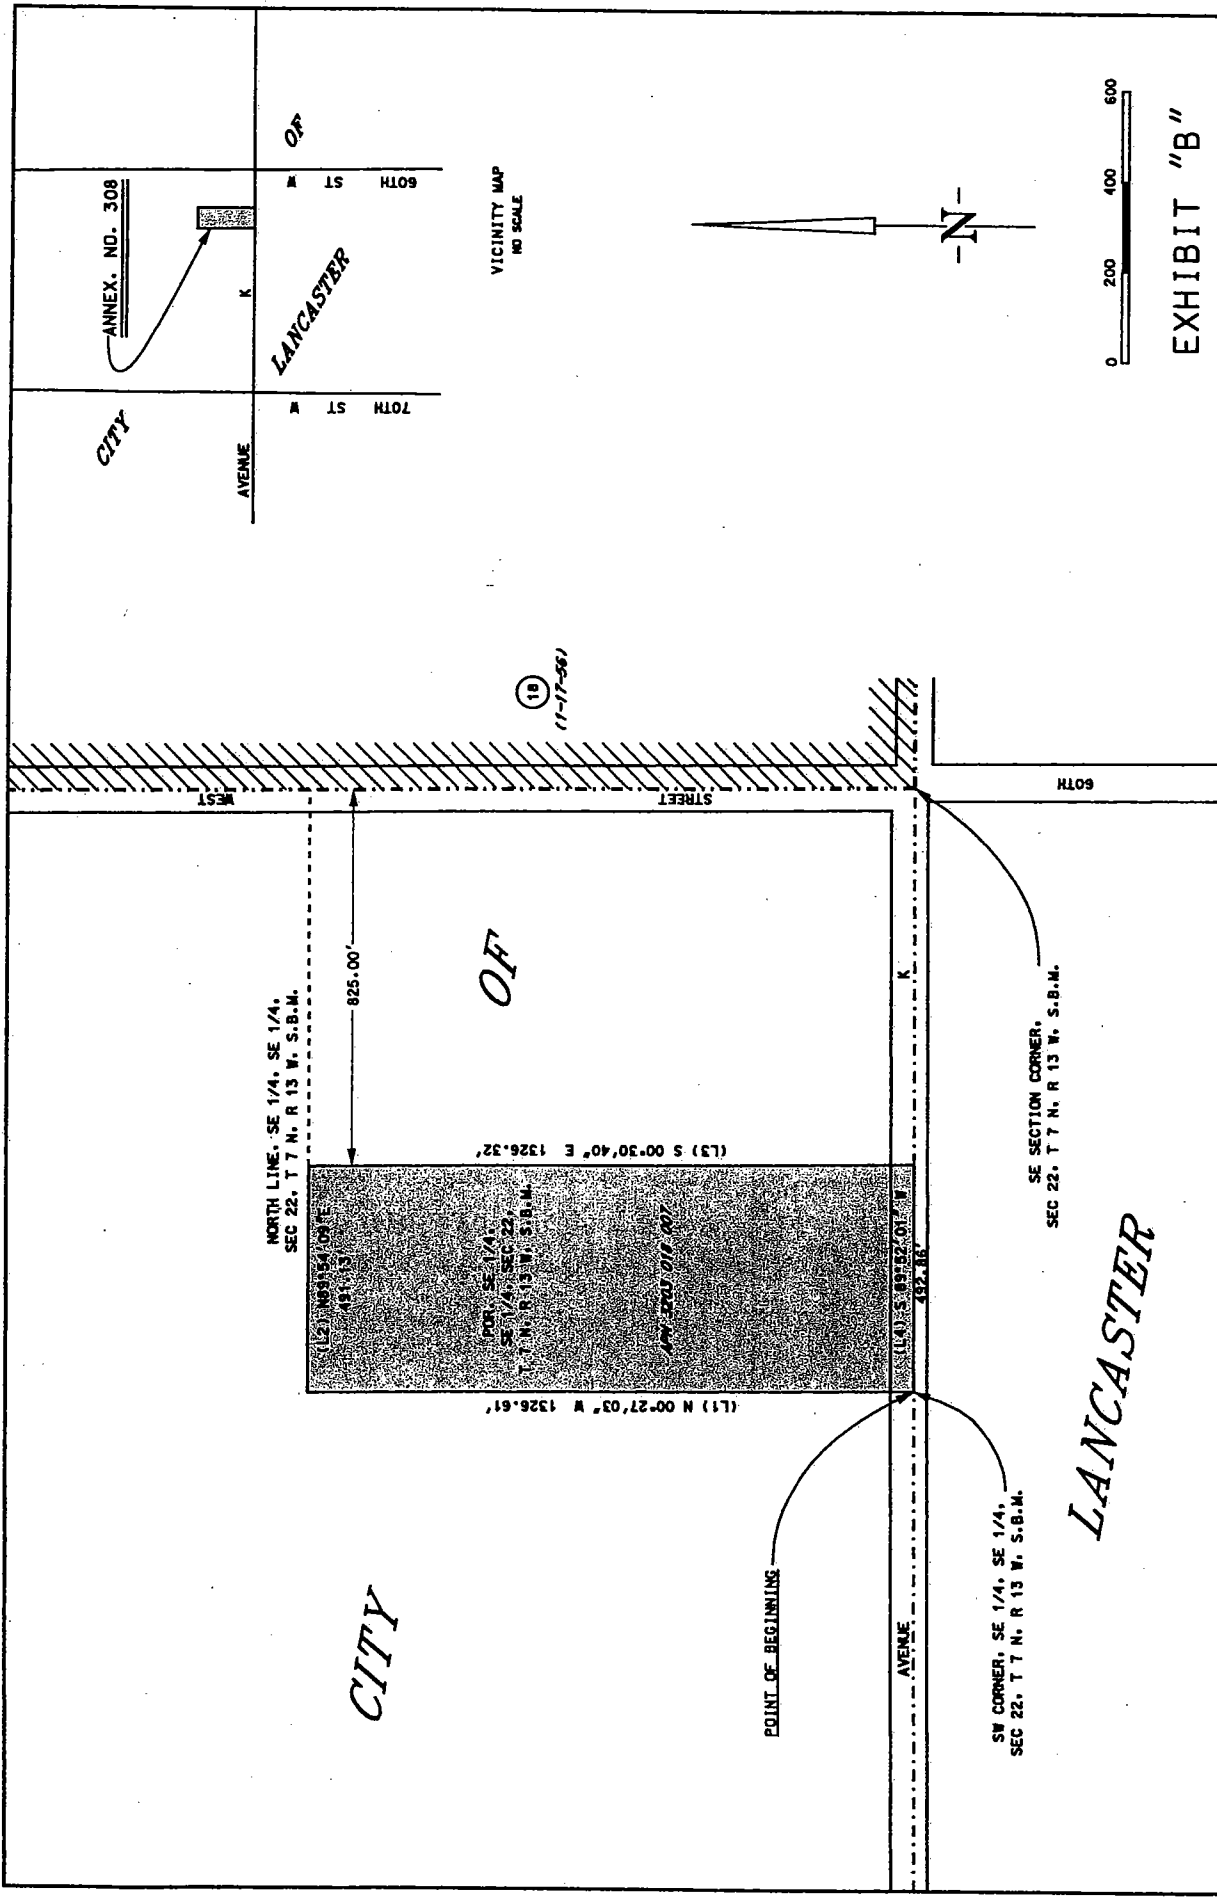 CITY
OF
LANCASTER
NORTH LINE, SE 1/4, SE 1/4,
SEC 22, T 7 N, R 13 W, S.B.M.
825.00'
WEST
STREET
60TH
(L2) N89°54'09"E
491.13'
POR. SE 1/4,
SE 1/4, SEC 22,
T 7 N, R 13 W, S.B.M.
APN 3203 018 007
(L1) N 00°27'03" W 1326.61'
(L3) S 00°30'40" E 1326.32'
(L4) S 89°52'01" W
492.86'
AVENUE
K
POINT OF BEGINNING
SW CORNER, SE 1/4, SE 1/4,
SEC 22, T 7 N, R 13 W, S.B.M.
SE SECTION CORNER,
SEC 22, T 7 N, R 13 W, S.B.M.
18
(1-17-56)
CITY
OF
LANCASTER
ANNEX. NO. 308
AVENUE
K
70TH ST W
60TH ST W
VICINITY MAP
NO SCALE
-N-
0 200 400 600
EXHIBIT "B"